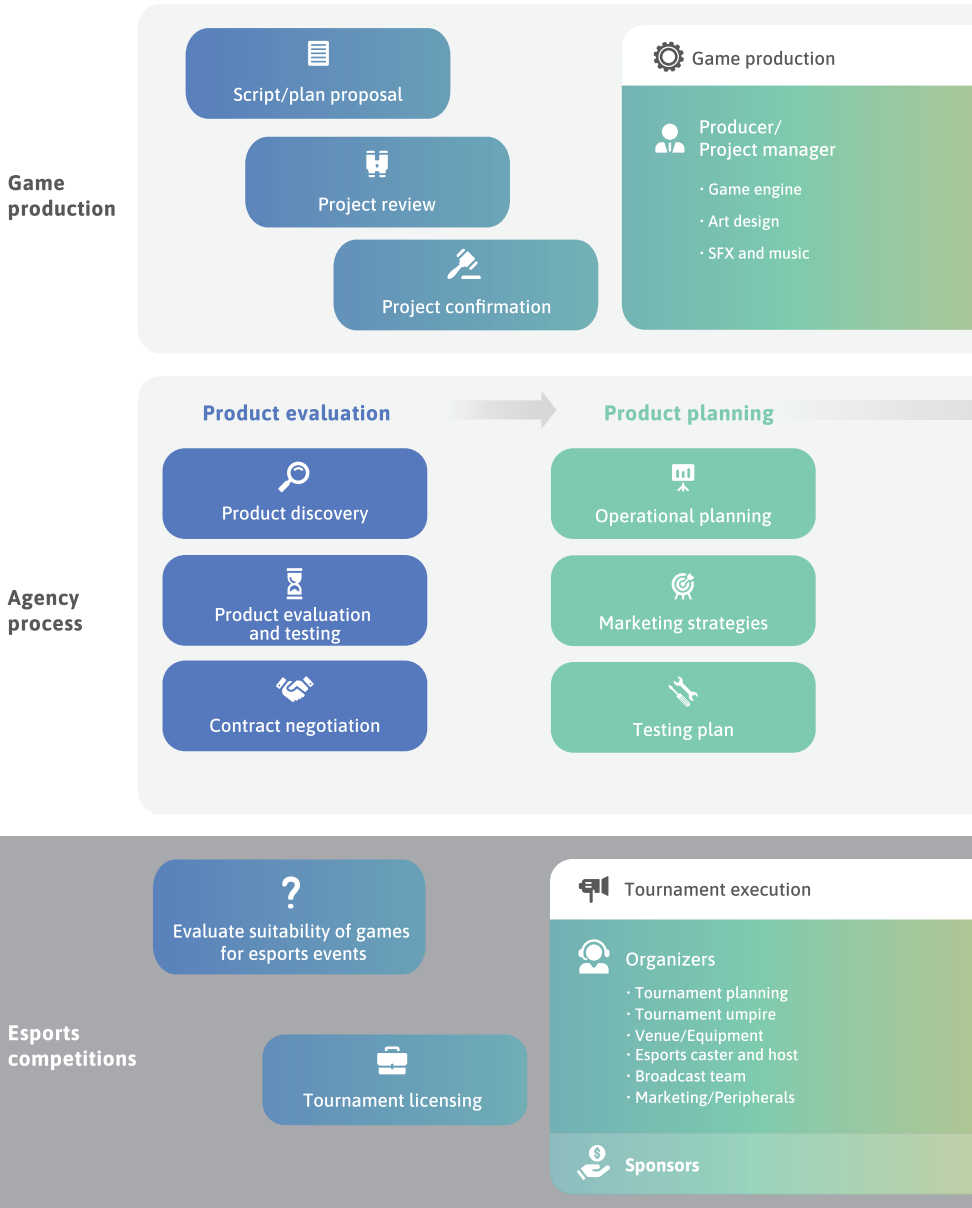 Game
production
Script/plan proposal
Project review
Project confirmation
Game production
Producer/
Project manager
· Game engine
· Art design
· SFX and music
Agency
process
Product evaluation
Product discovery
Product evaluation
and testing
Contract negotiation
Product planning
Operational planning
Marketing strategies
Testing plan
Esports
competitions
?
Evaluate suitability of games
for esports events
Tournament licensing
Tournament execution
Organizers
· Tournament planning
· Tournament umpire
· Venue/Equipment
· Esports caster and host
· Broadcast team
· Marketing/Peripherals
$
Sponsors